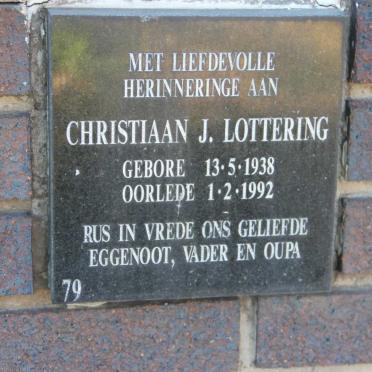 MET LIEFDEVOLLE
HERINNERINGE AAN
CHRISTIAAN J. LOTTERING
GEBORE 13·5·1938
OORLEDE 1·2·1992
RUS IN VREDE ONS GELIEFDE
EGGENOOT, VADER EN OUPA
79